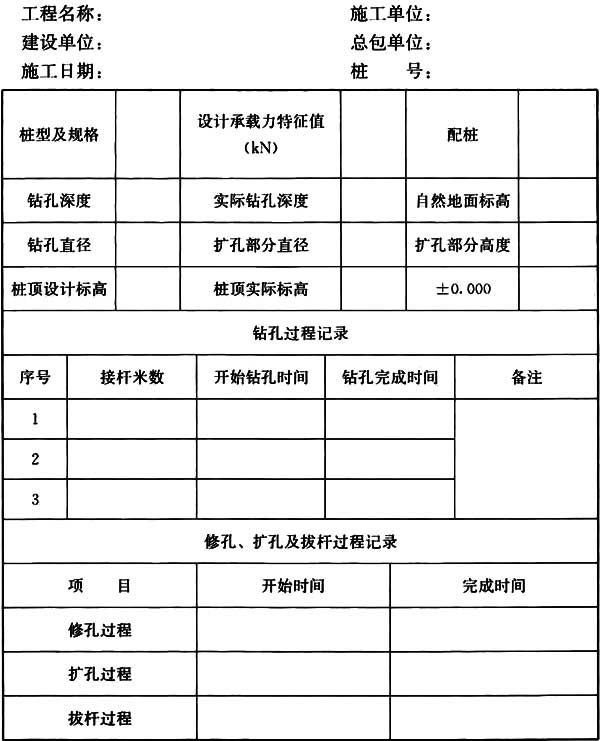 工程名称： 施工单位：
建设单位： 总包单位：
施工日期： 桩 号：
桩型及规格 设计承载力特征值 配桩
（kN）
钻孔深度 实际钻孔深度 自然地面标高
钻孔直径 扩孔部分直径 扩孔部分高度
桩顶设计标高 桩顶实际标高 ±0.000
钻孔过程记录
序号 接杆米数 开始钻孔时间 钻孔完成时间 备注
1
2
3
修孔、扩孔及拔杆过程记录
项 目 开始时间 完成时间
修孔过程
扩孔过程
拔杆过程